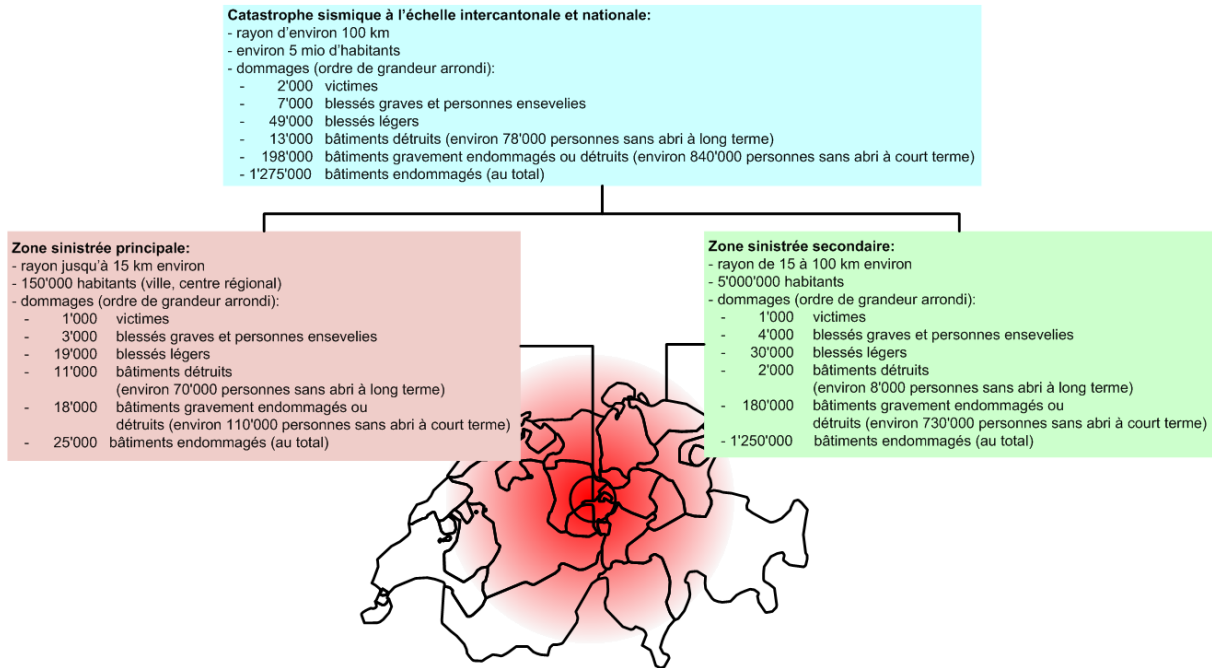 Catastrophe sismique à l'échelle intercantonale et nationale:
- rayon d'environ 100 km
- environ 5 mio d'habitants
- dommages (ordre de grandeur arrondi):
- 2'000 victimes
- 7'000 blessés graves et personnes ensevelies
- 49'000 blessés légers
- 13'000 bâtiments détruits (environ 78'000 personnes sans abri à long terme)
- 198'000 bâtiments gravement endommagés ou détruits (environ 840'000 personnes sans abri à court terme)
- 1'275'000 bâtiments endommagés (au total)
Zone sinistrée principale:
- rayon jusqu'à 15 km environ
- 150'000 habitants (ville, centre régional)
- dommages (ordre de grandeur arrondi):
- 1'000 victimes
- 3'000 blessés graves et personnes ensevelies
- 19'000 blessés légers
- 11'000 bâtiments détruits
(environ 70'000 personnes sans abri à long terme)
- 18'000 bâtiments gravement endommagés ou
détruits (environ 110'000 personnes sans abri à court terme)
- 25'000 bâtiments endommagés (au total)
Zone sinistrée secondaire:
- rayon de 15 à 100 km environ
- 5'000'000 habitants
- dommages (ordre de grandeur arrondi):
- 1'000 victimes
- 4'000 blessés graves et personnes ensevelies
- 30'000 blessés légers
- 2'000 bâtiments détruits
(environ 8'000 personnes sans abri à long terme)
- 180'000 bâtiments gravement endommagés ou
détruits (environ 730'000 personnes sans abri à court terme)
- 1'250'000 bâtiments endommagés (au total)